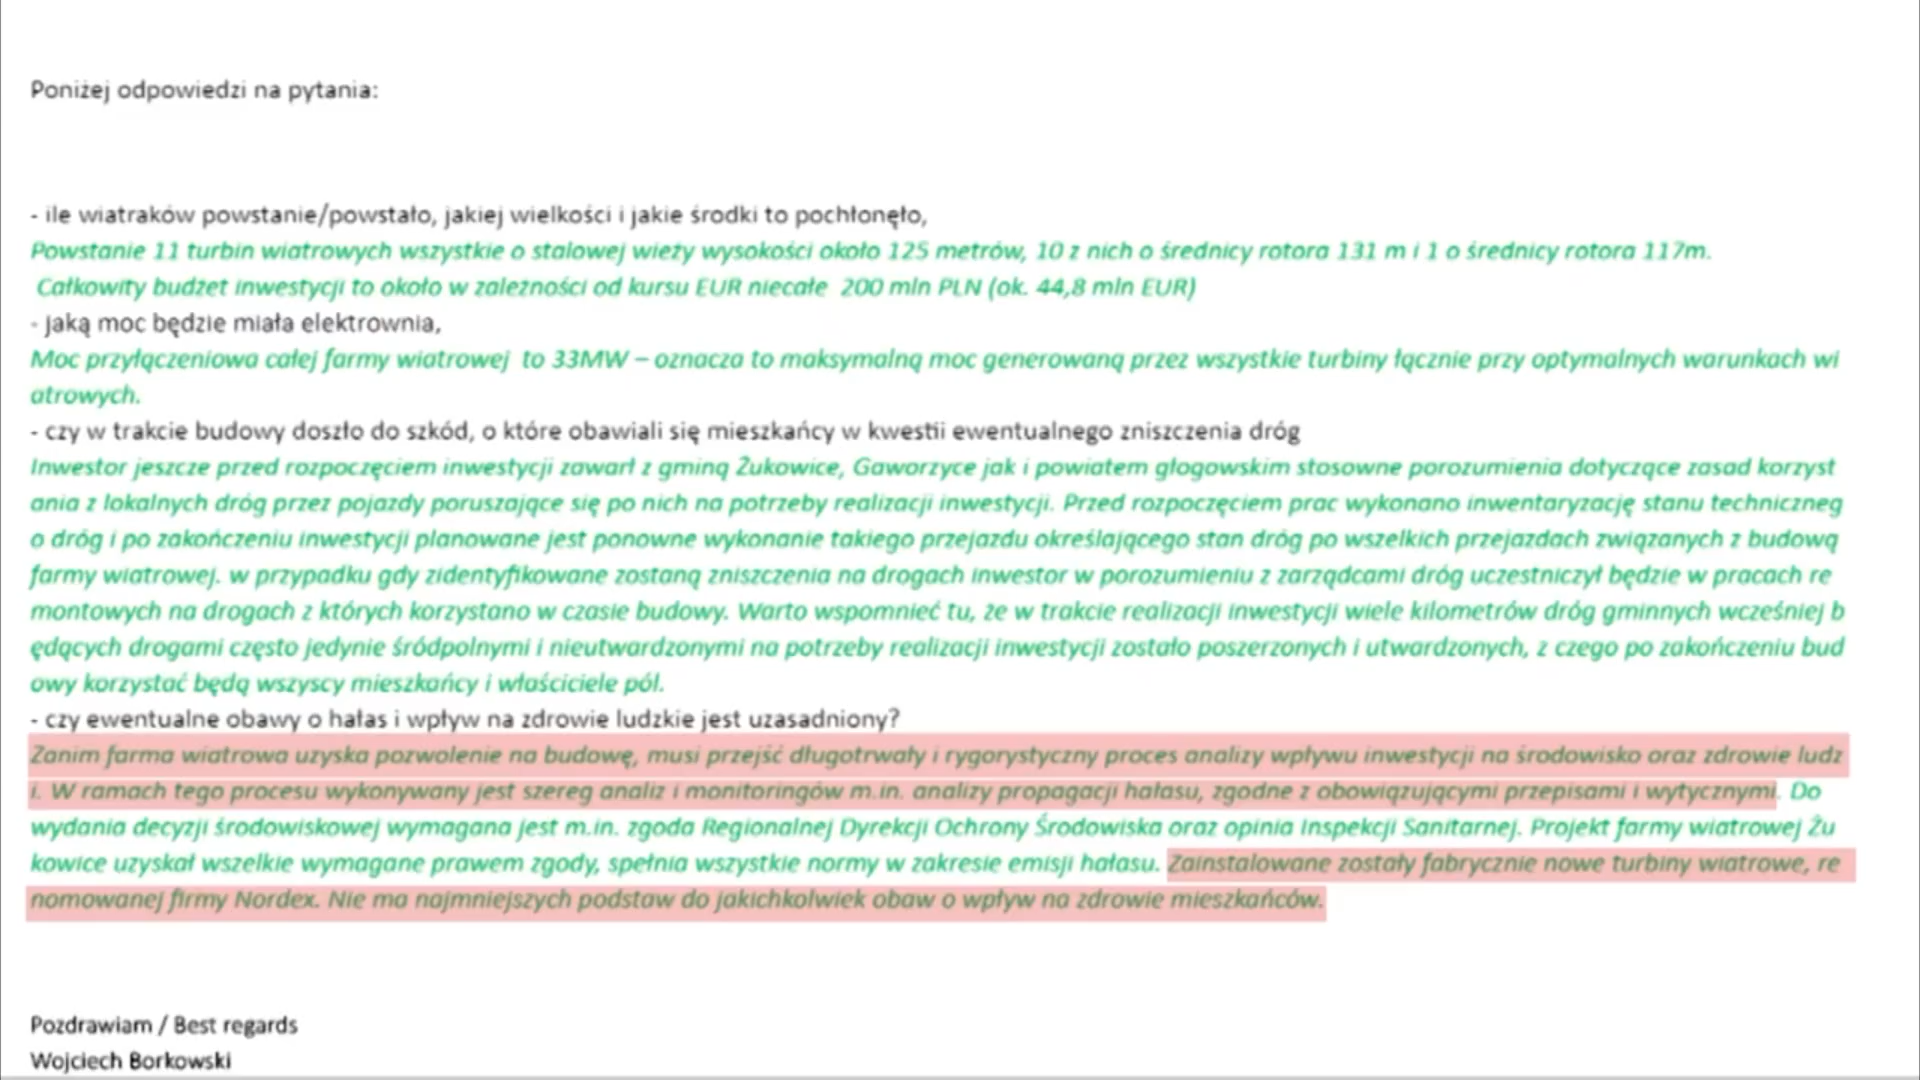 Poniżej odpowiedzi na pytania:
- ile wiatraków powstanie/powstało, jakiej wielkości i jakie środki to pochłonęło,
Powstanie 11 turbin wiatrowych wszystkie o stalowej wieży wysokości około 125 metrów, 10 z nich o średnicy rotora 131 m i 1 o średnicy rotora 117m.
Całkowity budżet inwestycji to około w zależności od kursu EUR niecałe 200 mln PLN (ok. 44,8 mln EUR)
- jaką moc będzie miała elektrownia,
Moc przyłączeniowa całej farmy wiatrowej to 33MW – oznacza to maksymalną moc generowaną przez wszystkie turbiny łącznie przy optymalnych warunkach wi
atrowych.
- czy w trakcie budowy doszło do szkód, o które obawiali się mieszkańcy w kwestii ewentualnego zniszczenia dróg
Inwestor jeszcze przed rozpoczęciem inwestycji zawarł z gminą Żukowice, Gaworzyce jak i powiatem głogowskim stosowne porozumienia dotyczące zasad korzyst
ania z lokalnych dróg przez pojazdy poruszające się po nich na potrzeby realizacji inwestycji. Przed rozpoczęciem prac wykonano inwentaryzację stanu techniczneg
o dróg i po zakończeniu inwestycji planowane jest ponowne wykonanie takiego przejazdu określającego stan dróg po wszelkich przejazdach związanych z budową
farmy wiatrowej. w przypadku gdy zidentyfikowane zostaną zniszczenia na drogach inwestor w porozumieniu z zarządcami dróg uczestniczył będzie w pracach re
montowych na drogach z których korzystano w czasie budowy. Warto wspomnieć tu, że w trakcie realizacji inwestycji wiele kilometrów dróg gminnych wcześniej b
ędących drogami często jedynie śródpolnymi i nieutwardzonymi na potrzeby realizacji inwestycji zostało poszerzonych i utwardzonych, z czego po zakończeniu bud
owy korzystać będą wszyscy mieszkańcy i właściciele pól.
- czy ewentualne obawy o hałas i wpływ na zdrowie ludzkie jest uzasadniony?
Zanim farma wiatrowa uzyska pozwolenie na budowę, musi przejść długotrwały i rygorystyczny proces analizy wpływu inwestycji na środowisko oraz zdrowie ludz
i. W ramach tego procesu wykonywany jest szereg analiz i monitoringów m.in. analizy propagacji hałasu, zgodne z obowiązującymi przepisami i wytycznymi. Do
wydania decyzji środowiskowej wymagana jest m.in. zgoda Regionalnej Dyrekcji Ochrony Środowiska oraz opinia Inspekcji Sanitarnej. Projekt farmy wiatrowej Żu
kowice uzyskał wszelkie wymagane prawem zgody, spełnia wszystkie normy w zakresie emisji hałasu. Zainstalowane zostały fabrycznie nowe turbiny wiatrowe, re
nomowanej firmy Nordex. Nie ma najmniejszych podstaw do jakichkolwiek obaw o wpływ na zdrowie mieszkańców.
Pozdrawiam / Best regards
Wojciech Borkowski